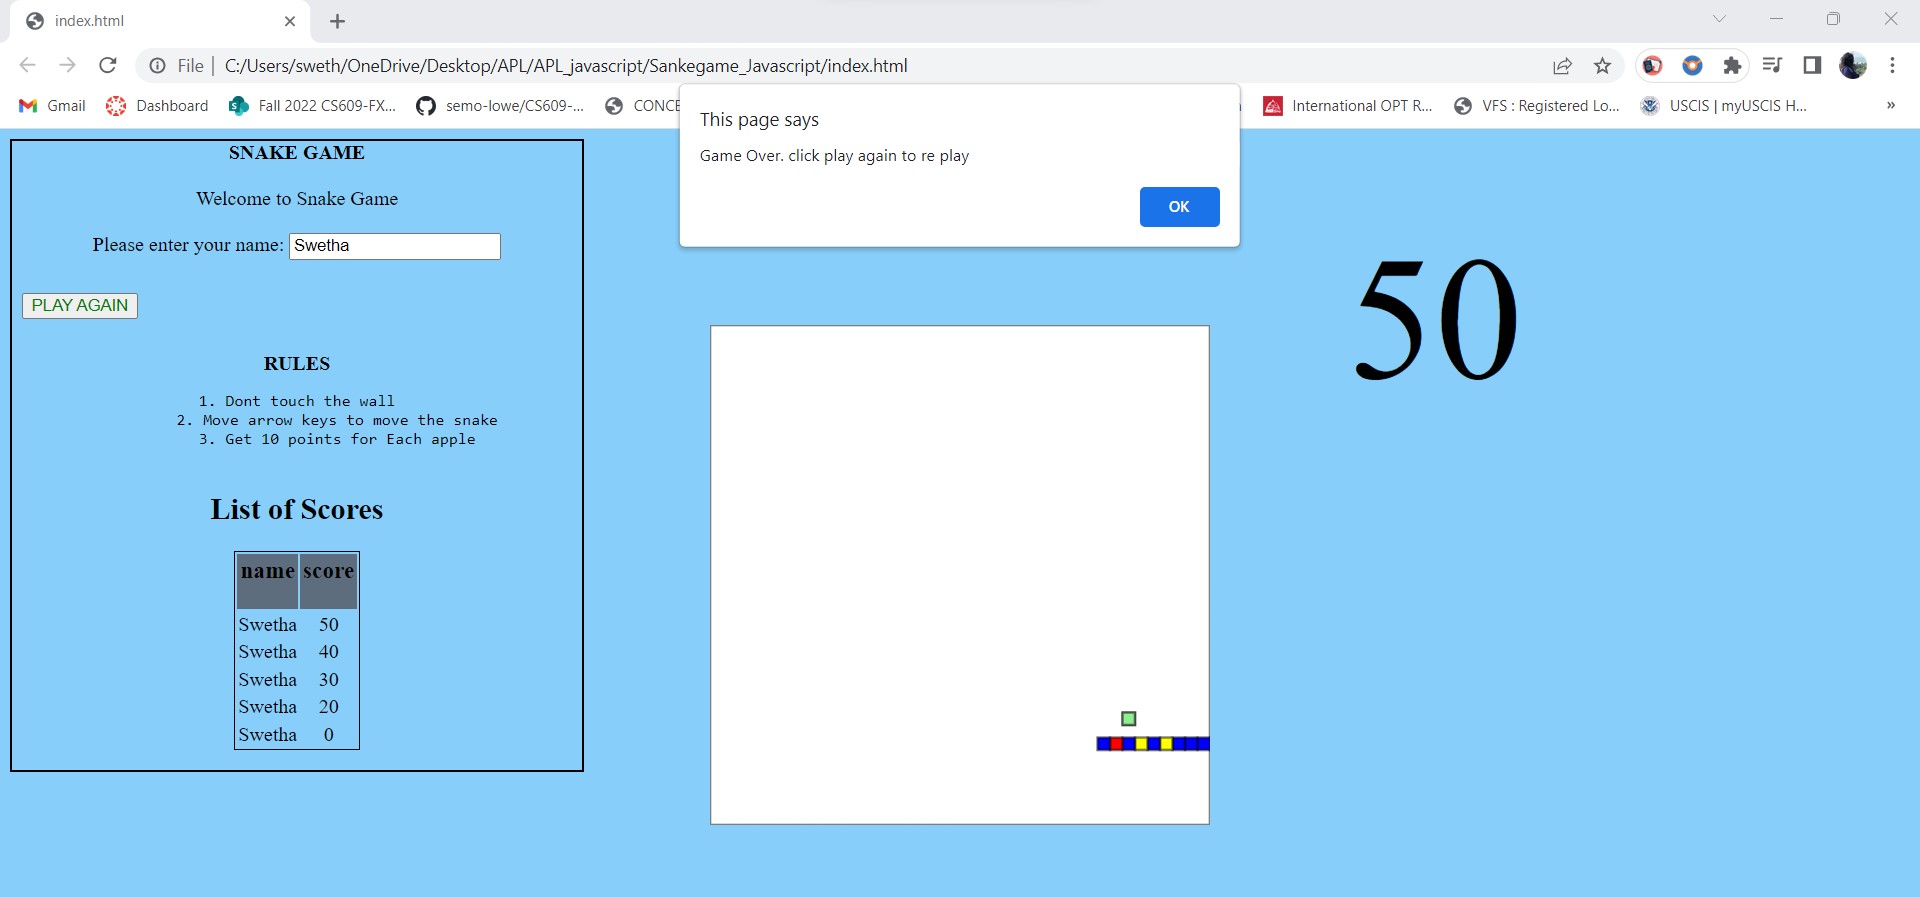 index.html
File | C:/Users/sweth/OneDrive/Desktop/APL/APL_javascript/Sankegame_Javascript/index.html
Gmail Dashboard Fall 2022 CS609-FX... semo-lowe/CS609-... CONCE International OPT R... VFS : Registered Lo... USCIS | myUSCIS H... »
This page says
Game Over. click play again to re play
OK
SNAKE GAME
Welcome to Snake Game
Please enter your name: Swetha
PLAY AGAIN
RULES
1. Dont touch the wall
2. Move arrow keys to move the snake
3. Get 10 points for Each apple
List of Scores
name score
Swetha 50
Swetha 40
Swetha 30
Swetha 20
Swetha 0
50